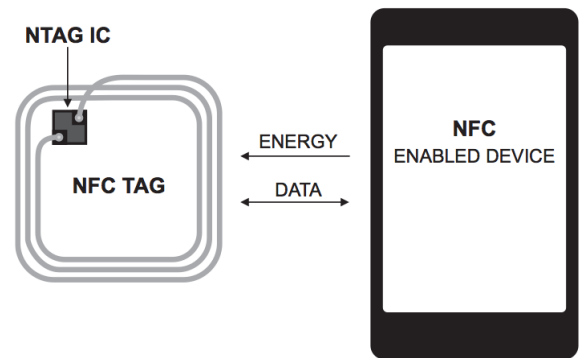 NTAG IC
NFC TAG
ENERGY
DATA
NFC
ENABLED DEVICE